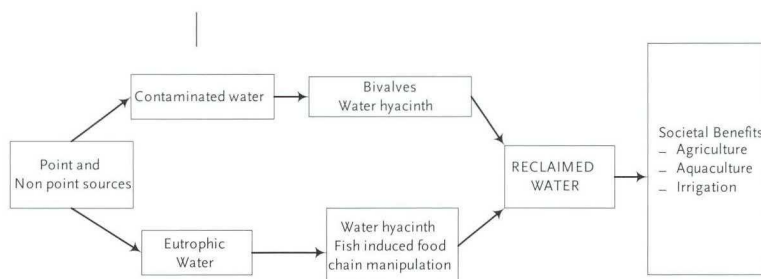 Contaminated water
Bivalves
Water hyacinth
Point and
Non point sources
RECLAIMED
WATER
Societal Benefits
– Agriculture
– Aquaculture
– Irrigation
Eutrophic
Water
Water hyacinth
Fish induced food
chain manipulation